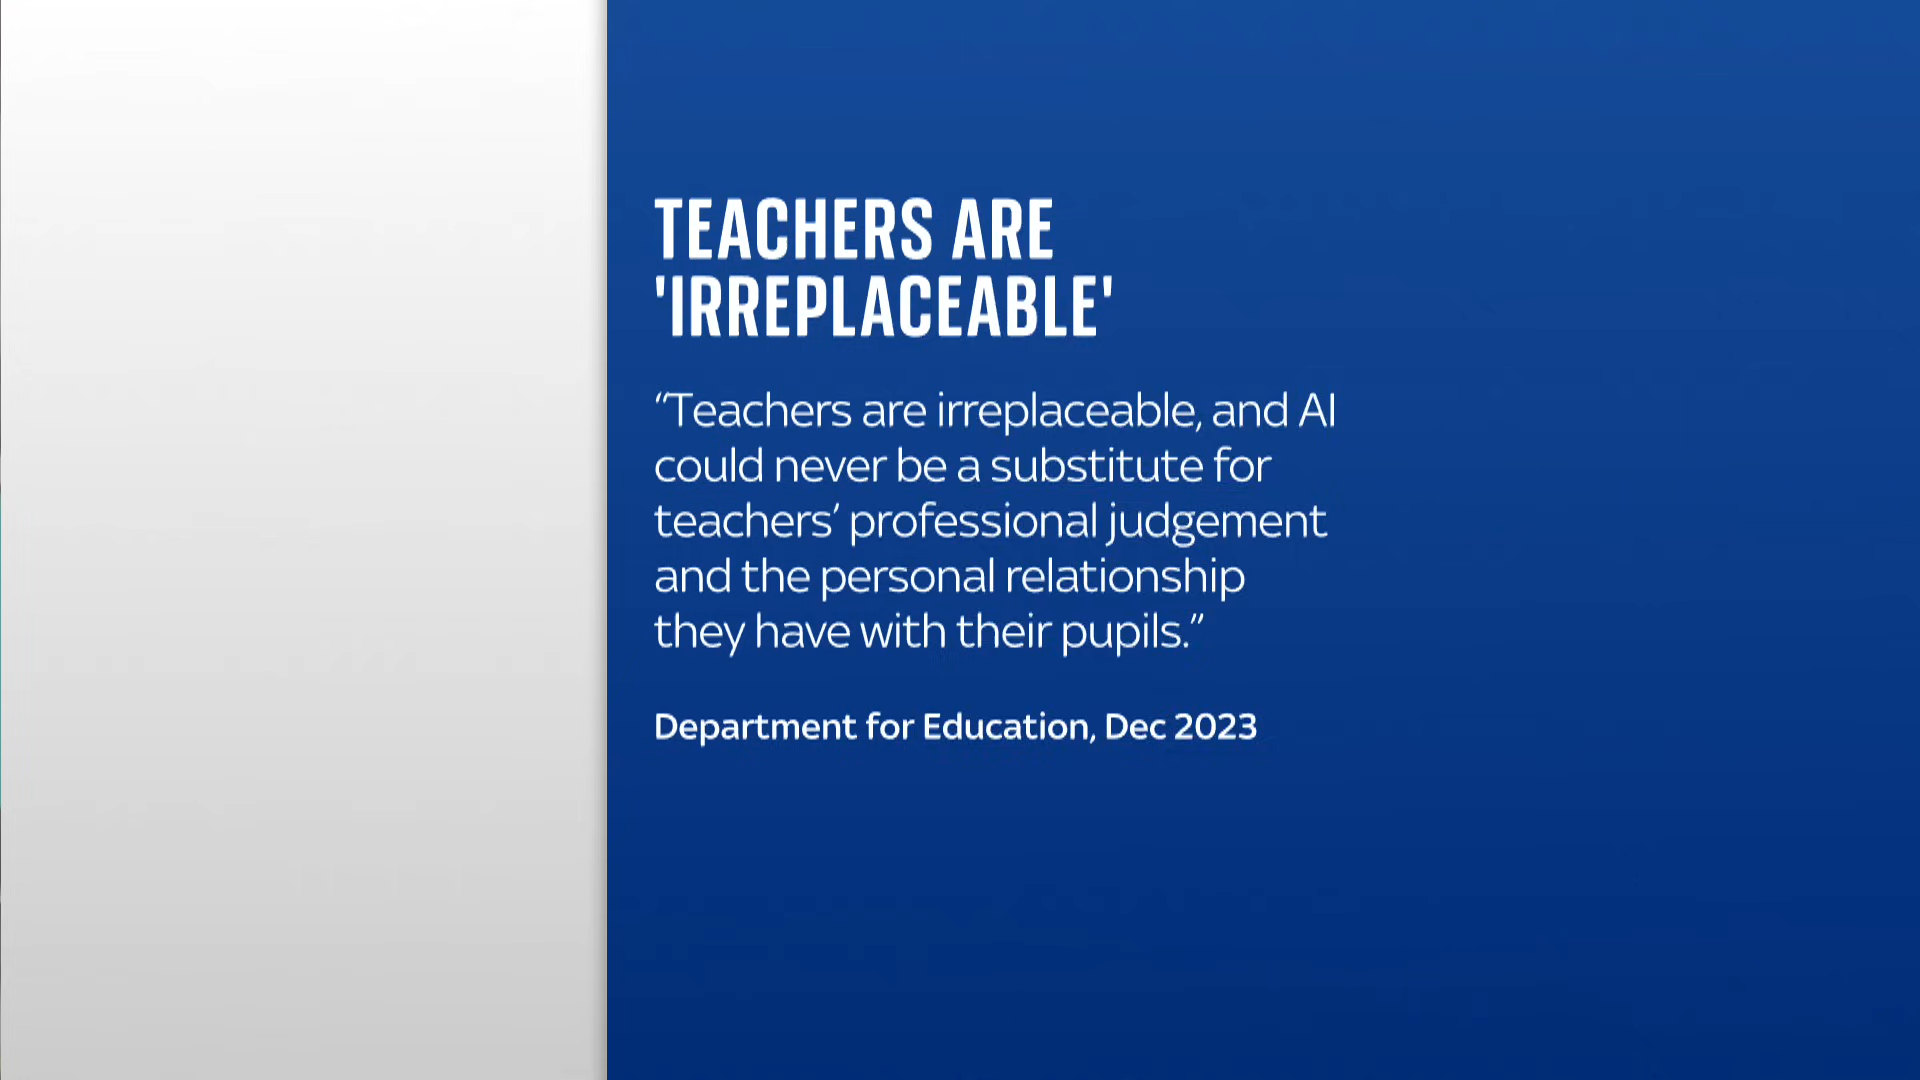 TEACHERS ARE
'IRREPLACEABLE'
“Teachers are irreplaceable, and AI
could never be a substitute for
teachers’ professional judgement
and the personal relationship
they have with their pupils.”
Department for Education, Dec 2023